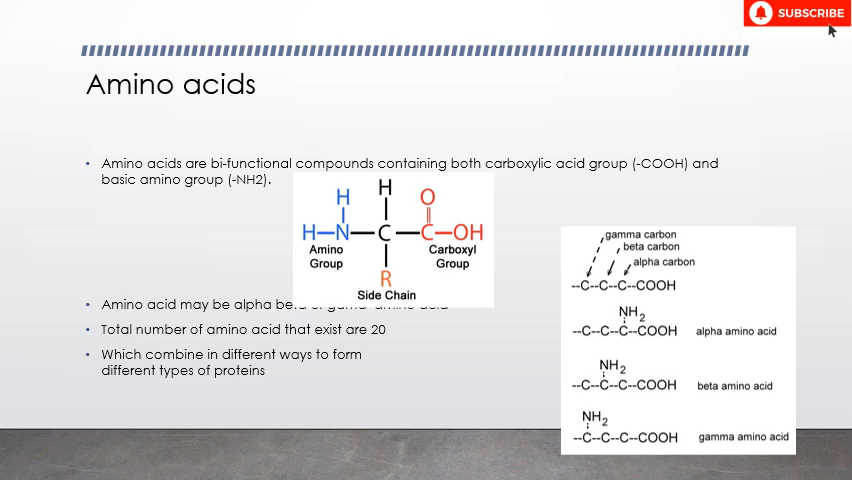 SUBSCRIBE
Amino acids
• Amino acids are bi-functional compounds containing both carboxylic acid group (-COOH) and
basic amino group (-NH2).
H H O
H—N—C—C—OH
Amino
Group
Carboxyl
Group
R
Side Chain
gamma carbon
beta carbon
alpha carbon
--C--C--C--COOH
NH2
--C--C--C--COOH alpha amino acid
NH2
--C--C--C--COOH beta amino acid
NH2
--C--C--C--COOH gamma amino acid
• Amino acid may be alpha beta or gama- amino acid
• Total number of amino acid that exist are 20
• Which combine in different ways to form
different types of proteins